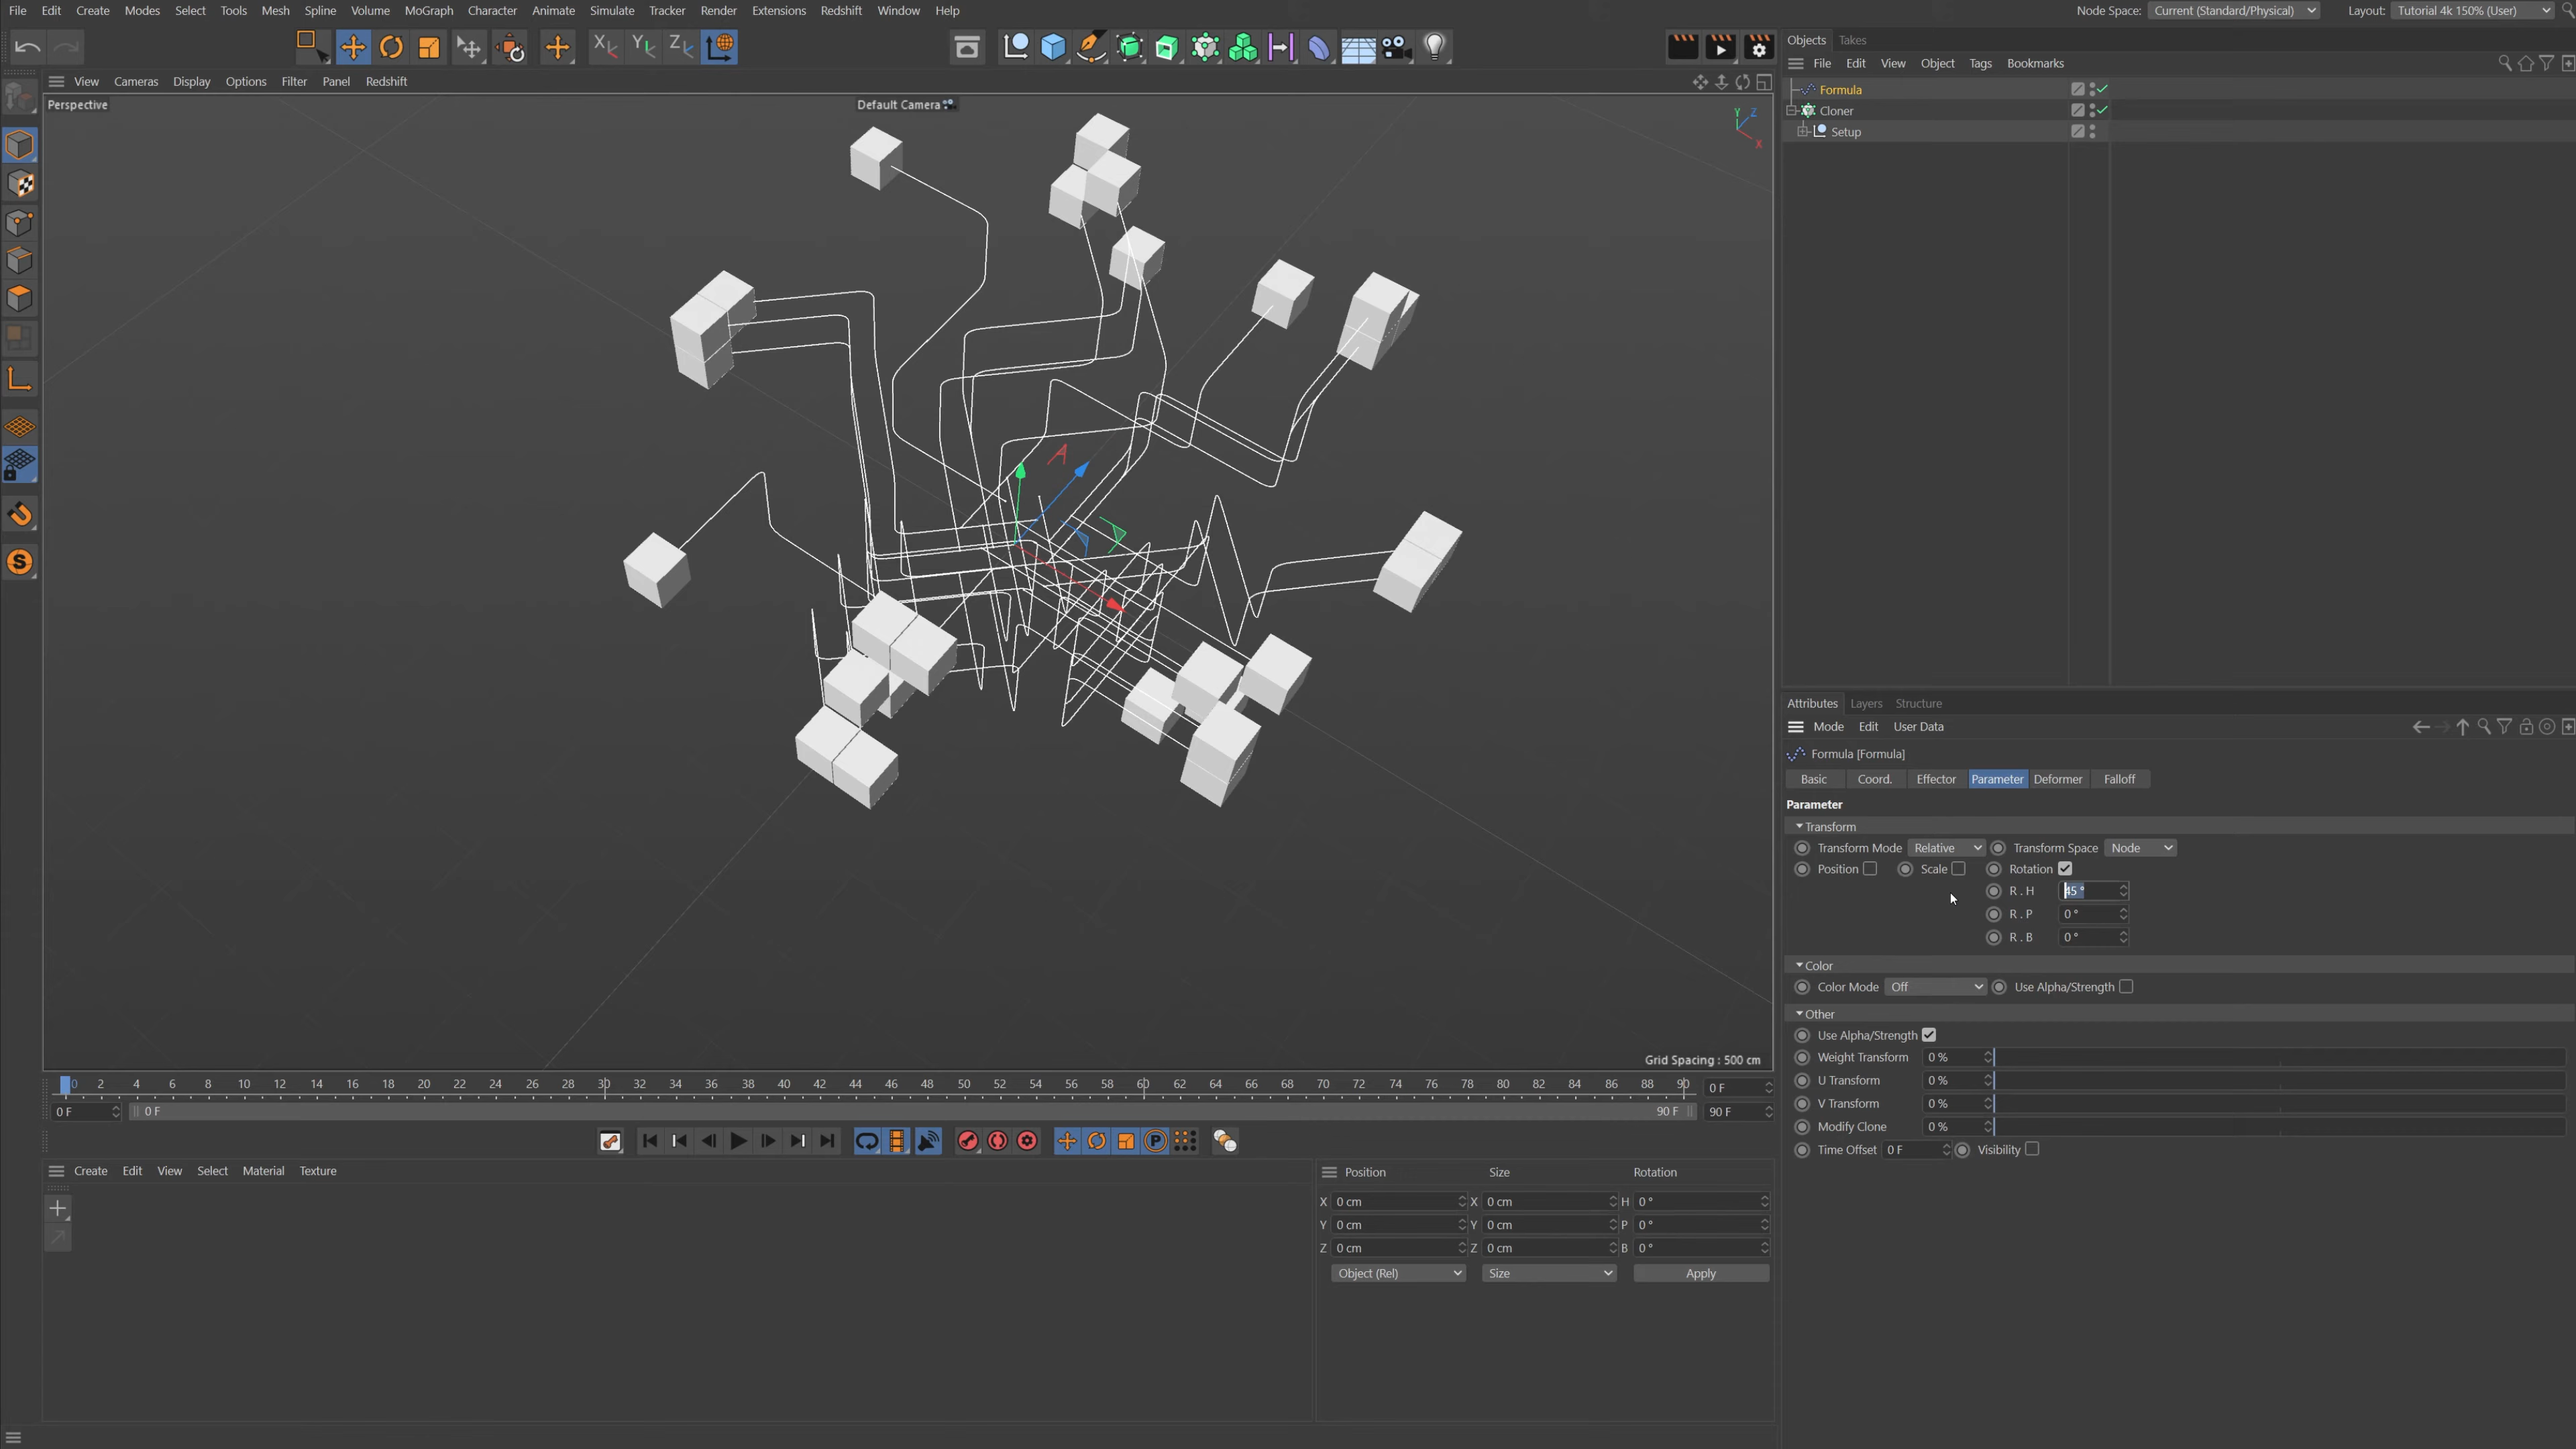 File Edit Create Modes Select Tools Mesh Spline Volume MoGraph Character Animate Simulate Tracker Render Extensions Redshift Window Help Node Space: Current (Standard/Physical) Layout: Tutorial 4k 150% (User)
X Y Z
Objects Takes
File Edit View Object Tags Bookmarks
View Cameras Display Options Filter Panel Redshift
Perspective Default Camera
Y Z X
Formula
Cloner
Setup
Grid Spacing : 500 cm
Attributes Layers Structure
Mode Edit User Data
Formula [Formula]
Basic Coord. Effector Parameter Deformer Falloff
Parameter
Transform
Transform Mode Relative Transform Space Node
Position Scale Rotation
R . H 45 °
R . P 0 °
R . B 0 °
Color
Color Mode Off Use Alpha/Strength
Other
Use Alpha/Strength
Weight Transform 0 %
U Transform 0 %
V Transform 0 %
Modify Clone 0 %
Time Offset 0 F Visibility
0 2 4 6 8 10 12 14 16 18 20 22 24 26 28 30 32 34 36 38 40 42 44 46 48 50 52 54 56 58 60 62 64 66 68 70 72 74 76 78 80 82 84 86 88 90 0 F
0 F 0 F 90 F 90 F
P
S
Create Edit View Select Material Texture
Position Size Rotation
X 0 cm X 0 cm H 0 °
Y 0 cm Y 0 cm P 0 °
Z 0 cm Z 0 cm B 0 °
Object (Rel) Size Apply